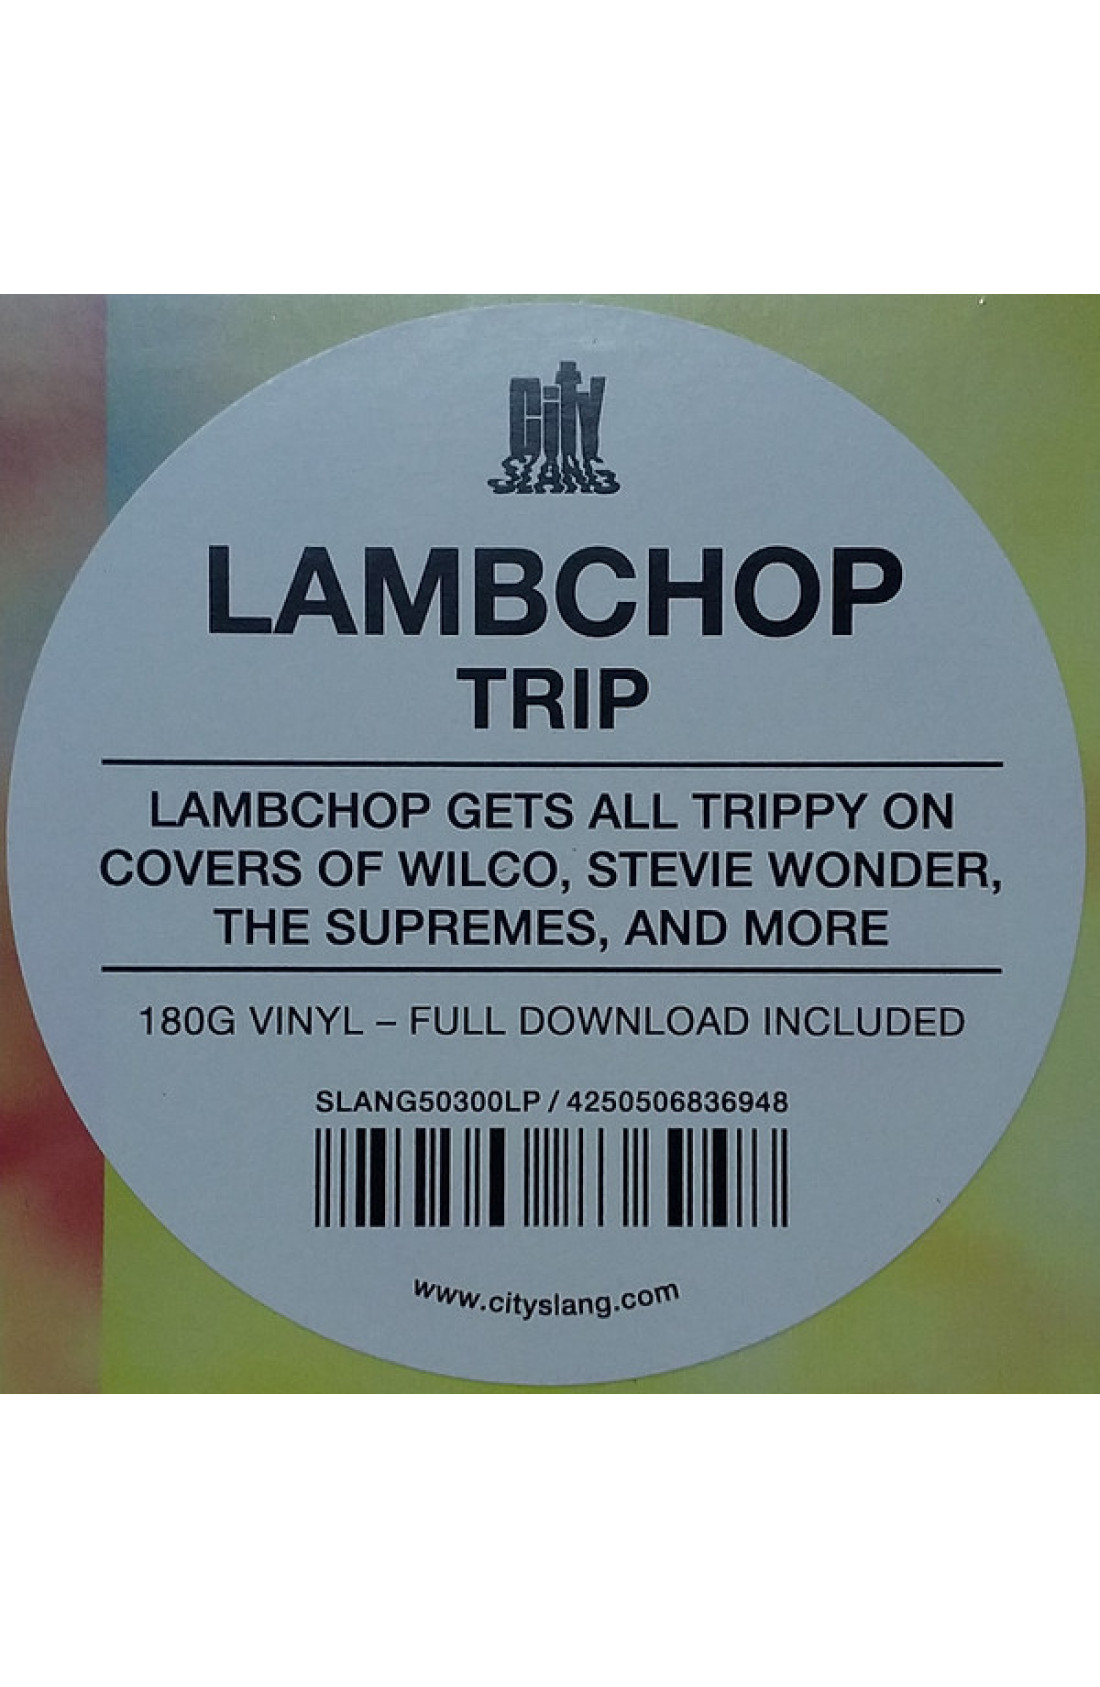 CiTY
SLANG
LAMBCHOP
TRIP
LAMBCHOP GETS ALL TRIPPY ON
COVERS OF WILCO, STEVIE WONDER,
THE SUPREMES, AND MORE
180G VINYL – FULL DOWNLOAD INCLUDED
SLANG50300LP / 4250506836948
www.cityslang.com